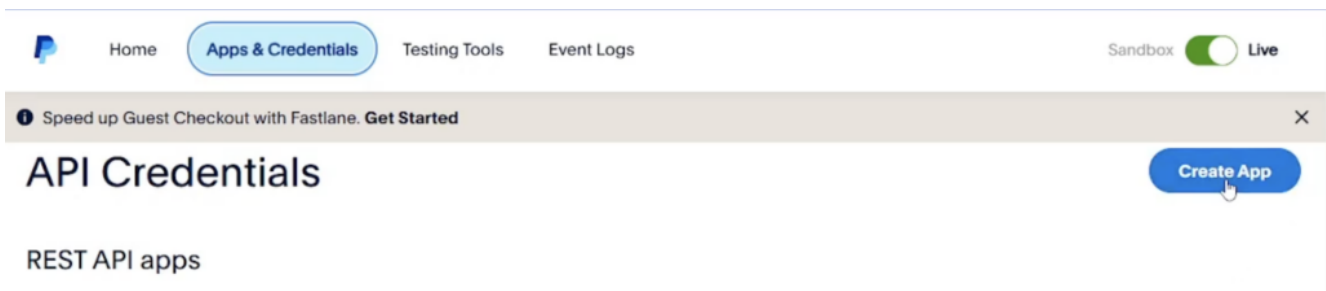 Home Apps & Credentials Testing Tools Event Logs Sandbox Live
Speed up Guest Checkout with Fastlane. Get Started
API Credentials
Create App
REST API apps